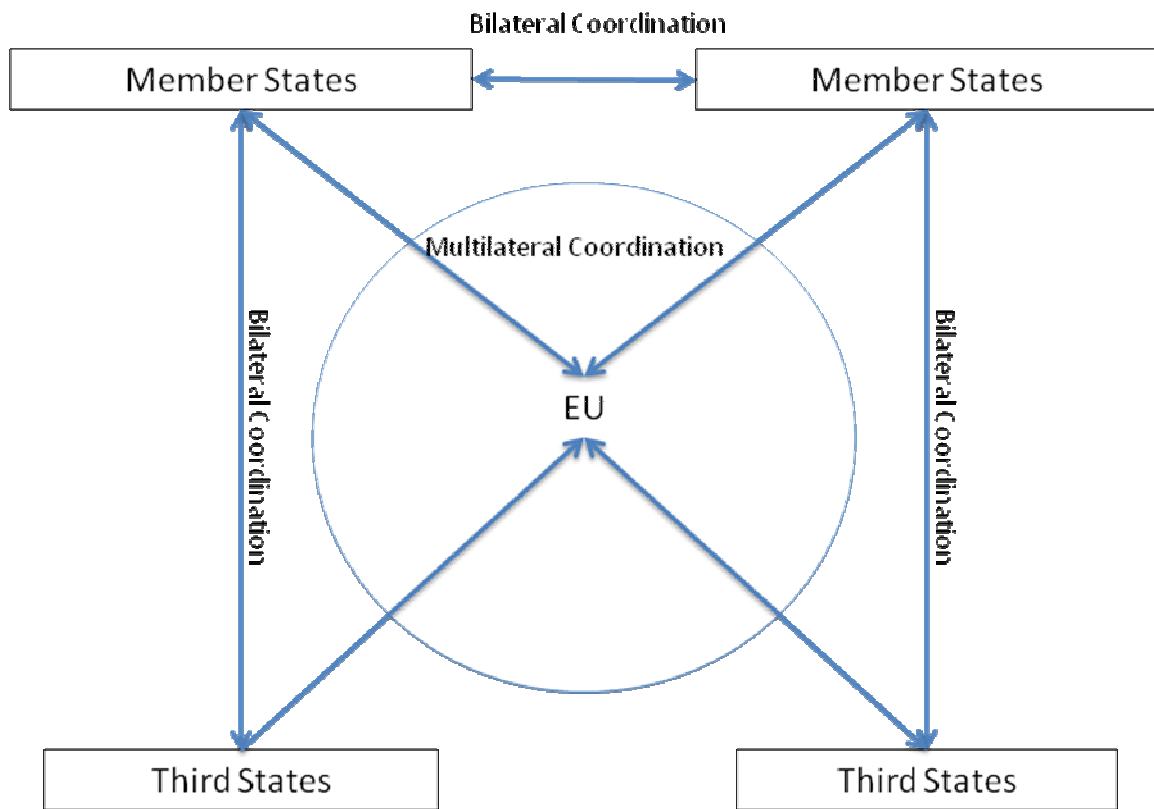 Bilateral Coordination
Member States
Member States
Multilateral Coordination
Bilateral Coordination
Bilateral Coordination
EU
Third States
Third States